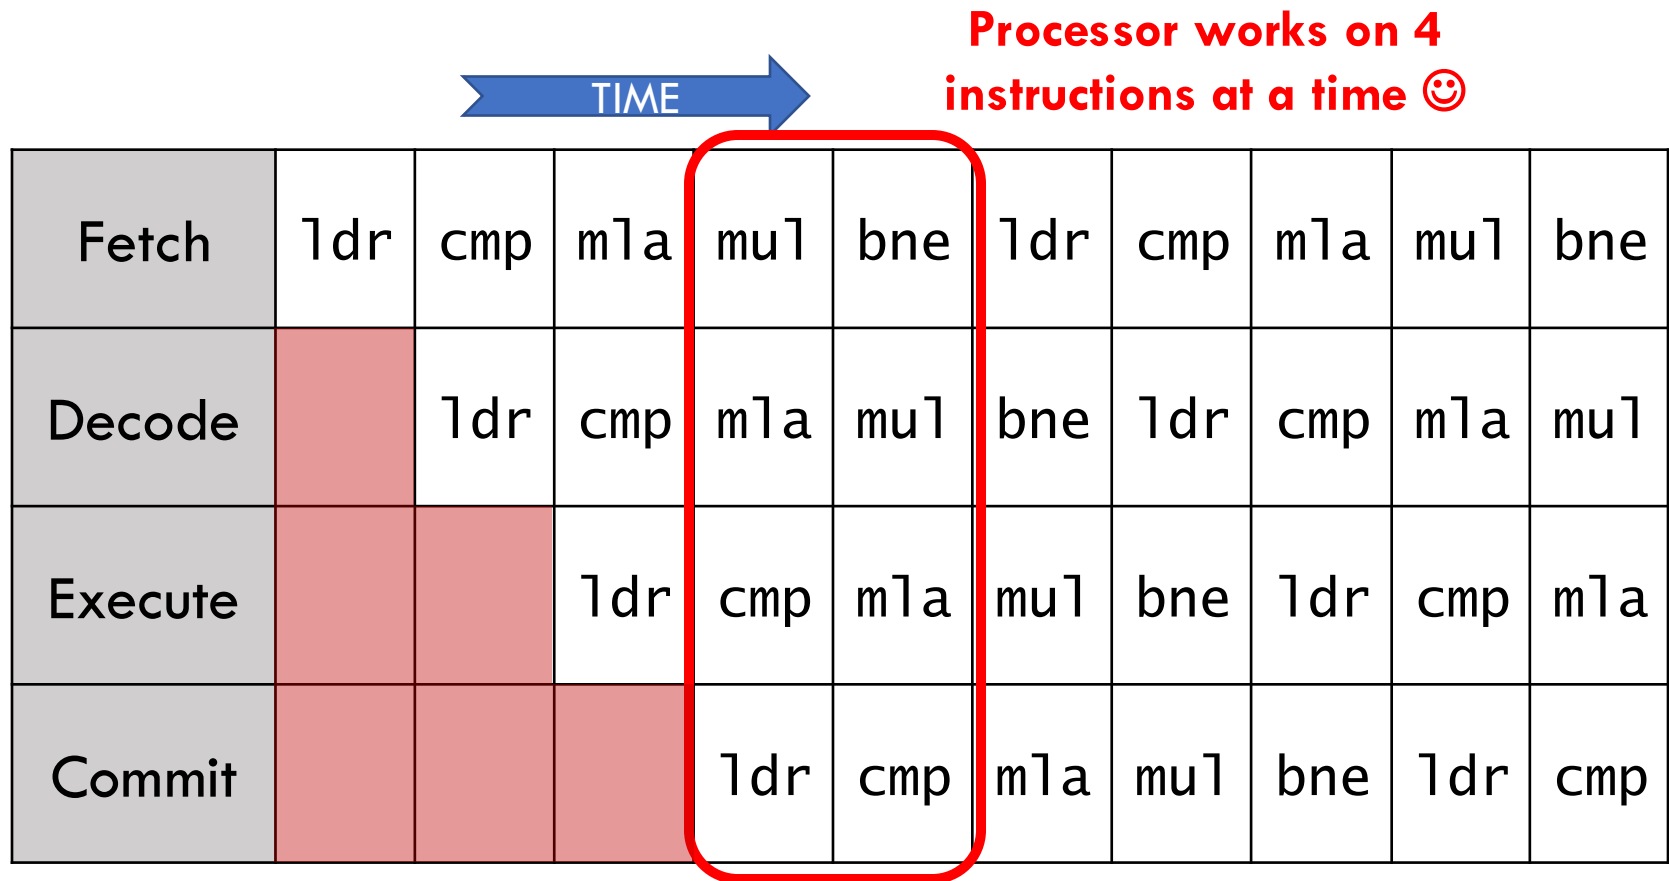 Processor works on 4
instructions at a time ☺
TIME
Fetch ldr cmp mla mul bne ldr cmp mla mul bne
Decode ldr cmp mla mul bne ldr cmp mla mul
Execute ldr cmp mla mul bne ldr cmp mla
Commit ldr cmp mla mul bne ldr cmp